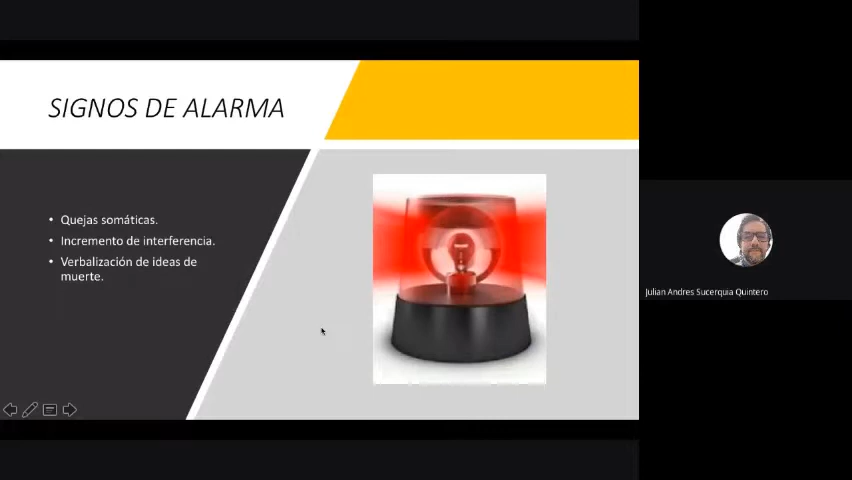 SIGNOS DE ALARMA
• Quejas somáticas.
• Incremento de interferencia.
• Verbalización de ideas de
muerte.
Julian Andres Sucerquia Quintero